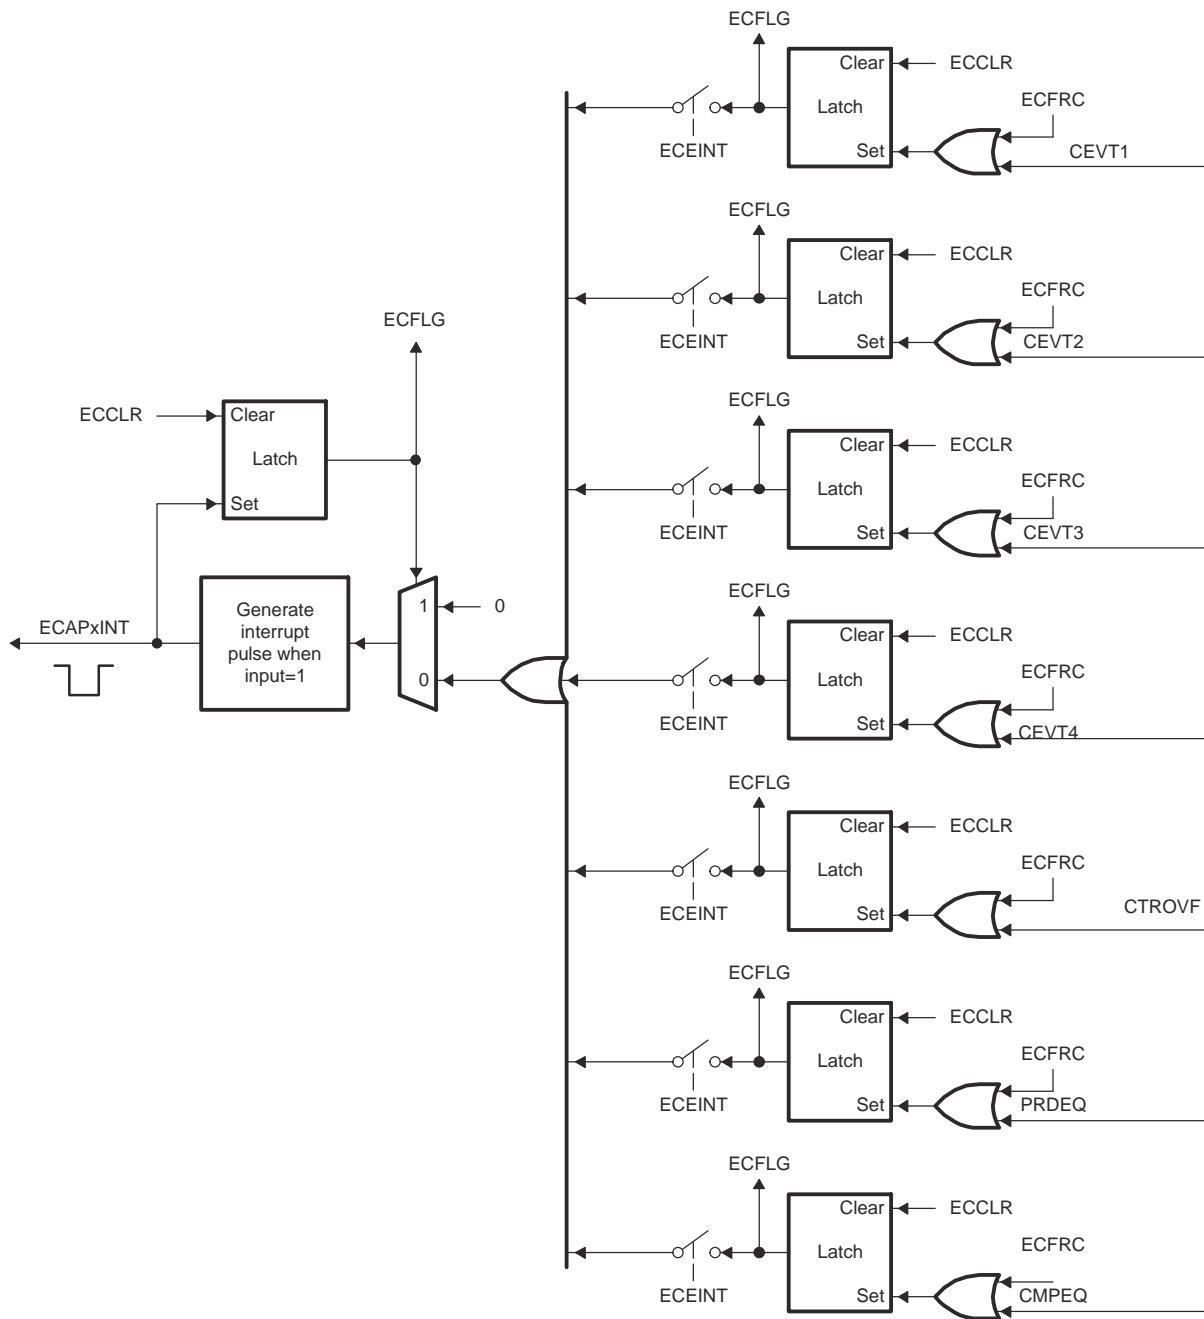 ECFLG
Clear
ECCLR
Latch
ECFRC
ECEINT
Set
CEVT1
ECFLG
Clear
ECCLR
Latch
ECFRC
ECEINT
Set
CEVT2
ECFLG
Clear
ECCLR
Latch
ECFRC
ECEINT
Set
CEVT3
ECFLG
ECCLR
Clear
Latch
Set
ECAPxINT
Generate
interrupt
pulse when
input=1
1
0
0
ECFLG
Clear
ECCLR
Latch
ECFRC
ECEINT
Set
CEVT4
ECFLG
Clear
ECCLR
Latch
ECFRC
ECEINT
Set
CTROVF
ECFLG
Clear
ECCLR
Latch
ECFRC
ECEINT
Set
PRDEQ
ECFLG
Clear
ECCLR
Latch
ECFRC
ECEINT
Set
CMPEQ